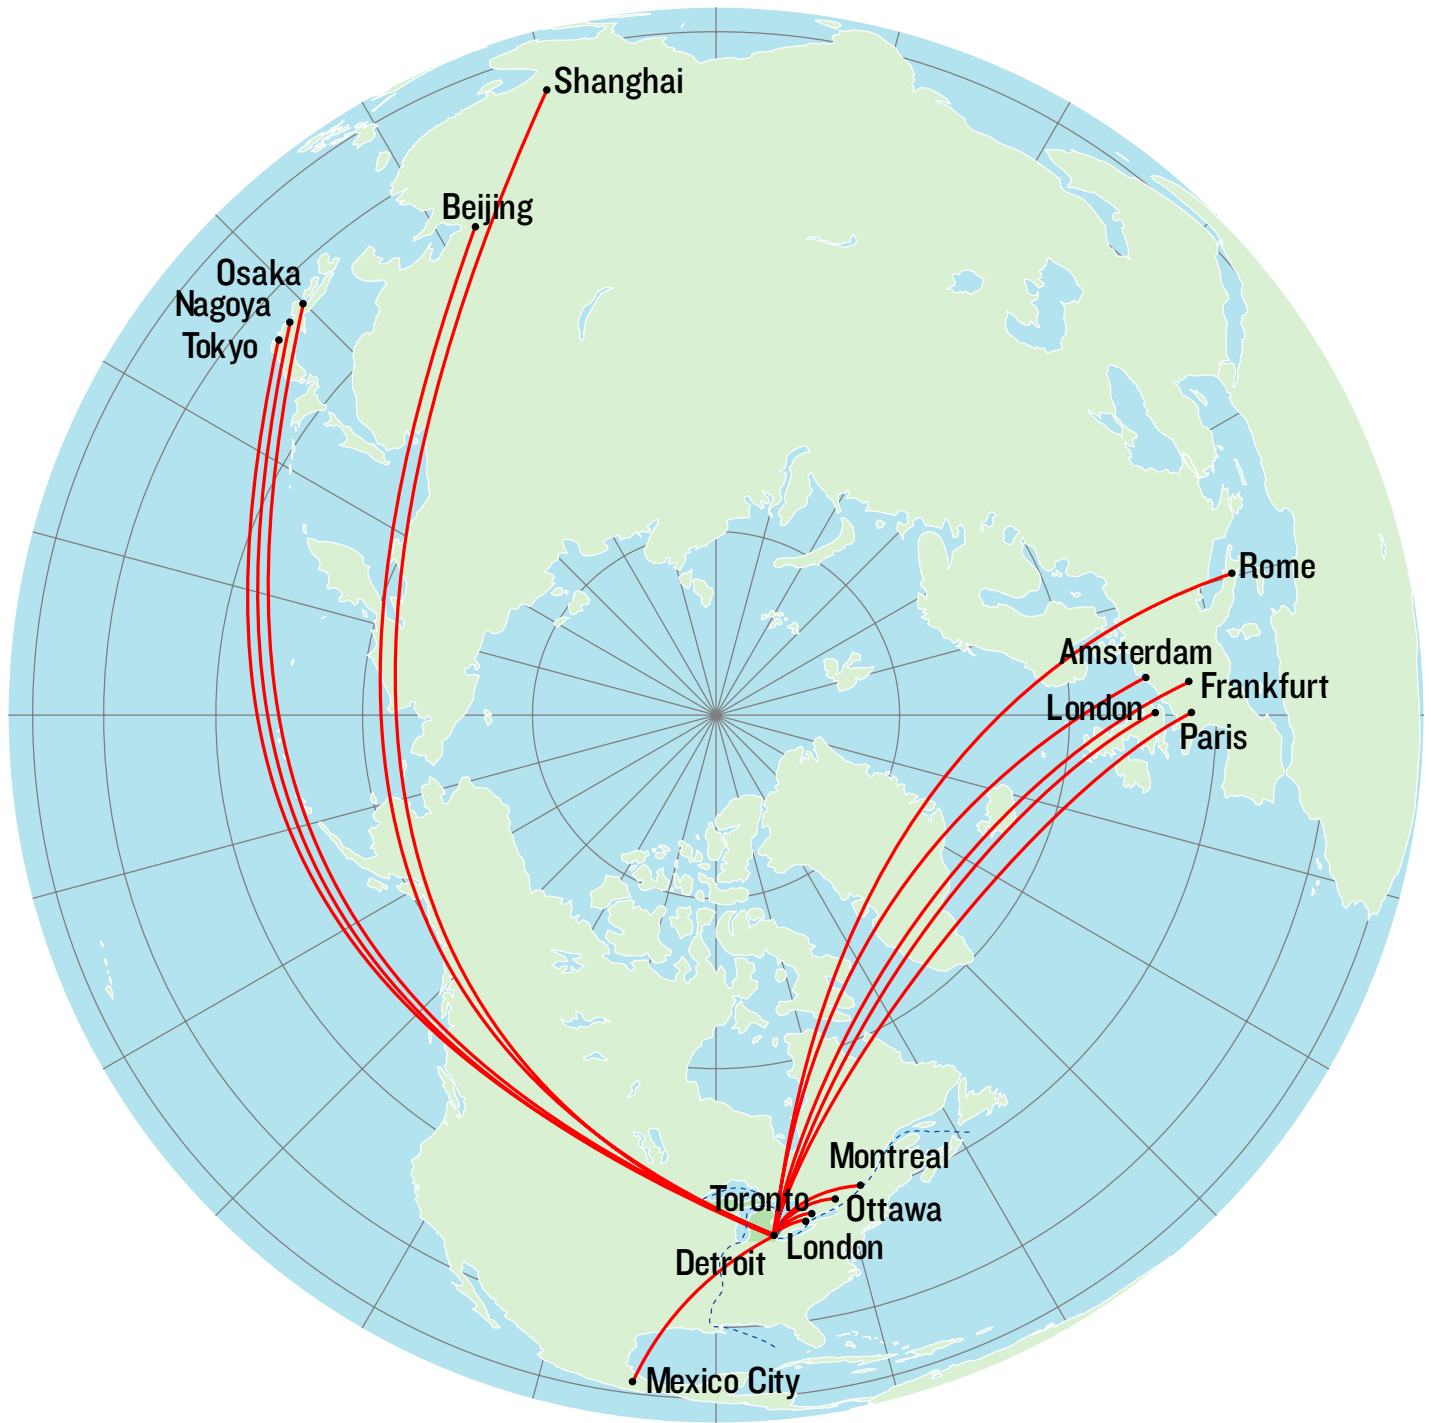 Shanghai
Beijing
Osaka
Nagoya
Tokyo
Rome
Amsterdam
Frankfurt
London
Paris
Montreal
Toronto
Ottawa
London
Detroit
Mexico City